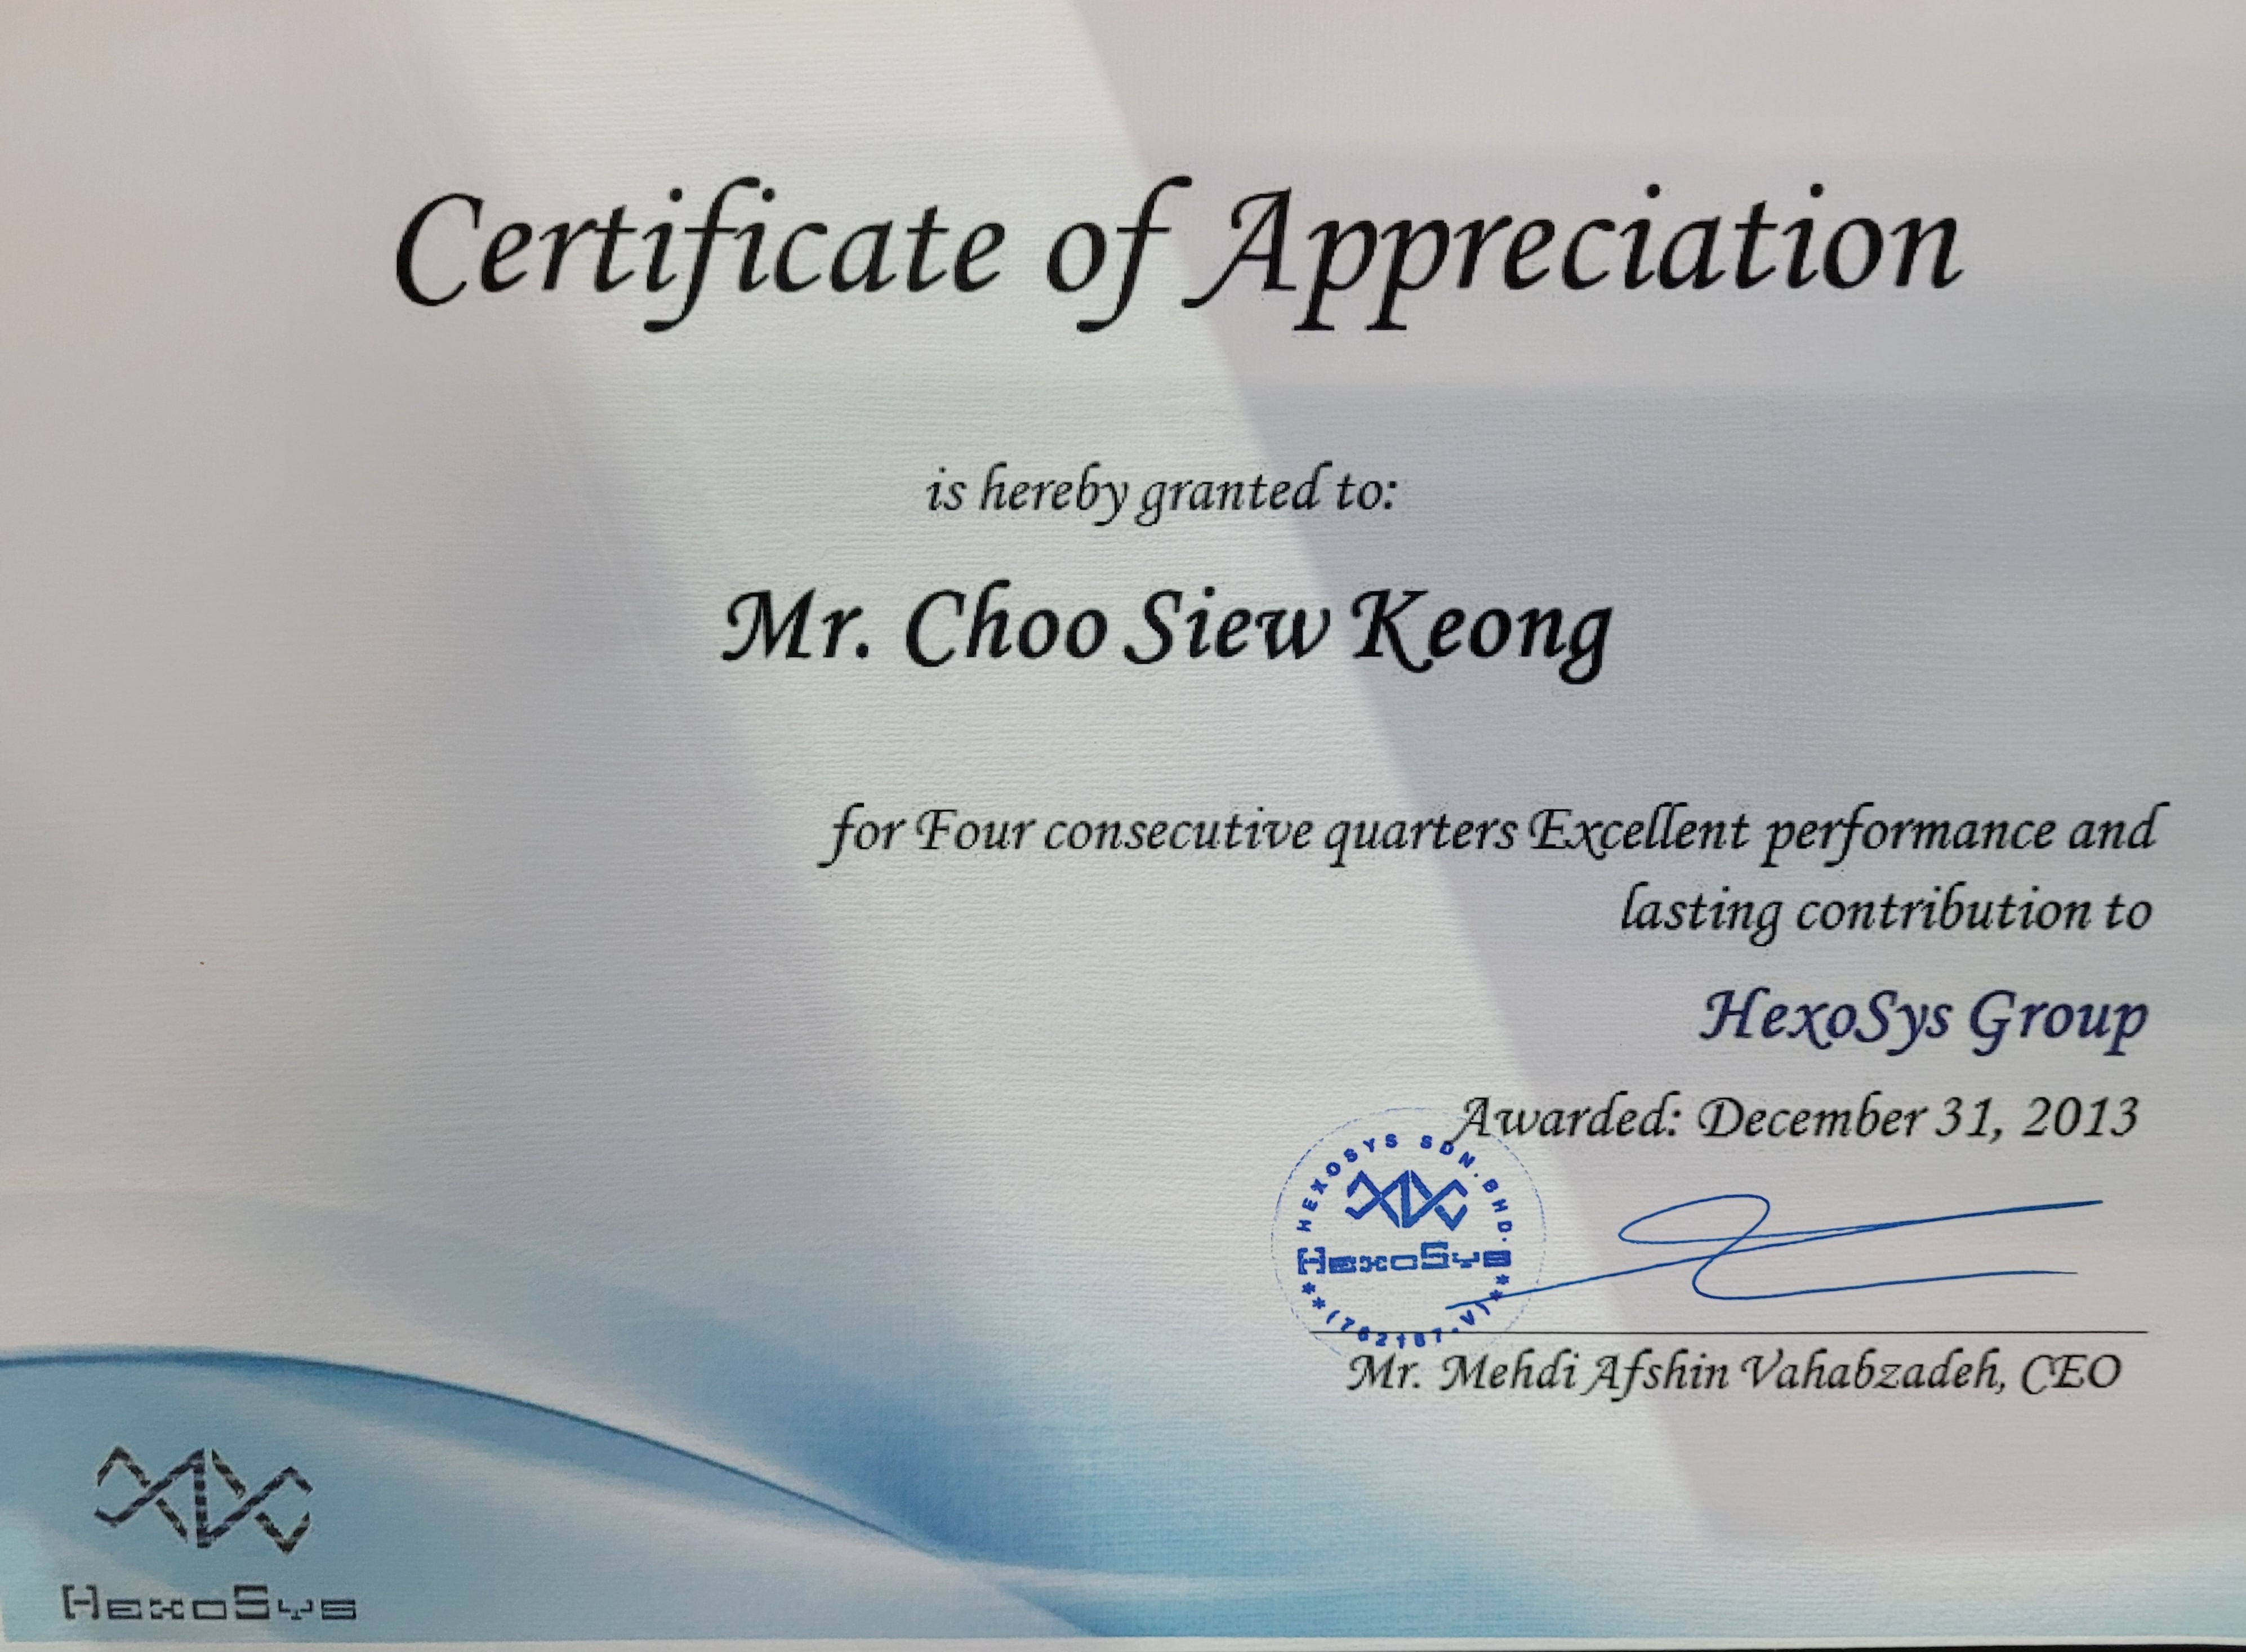 Certificate of Appreciation
is hereby granted to:
Mr. Choo Siew Keong
for Four consecutive quarters Excellent performance and
lasting contribution to
HexoSys Group
Awarded: December 31, 2013
HEXOSYS SDN.BHD.
HexoSys
Mr. Mehdi Afshin Vahabzadeh, CEO
HexoSys